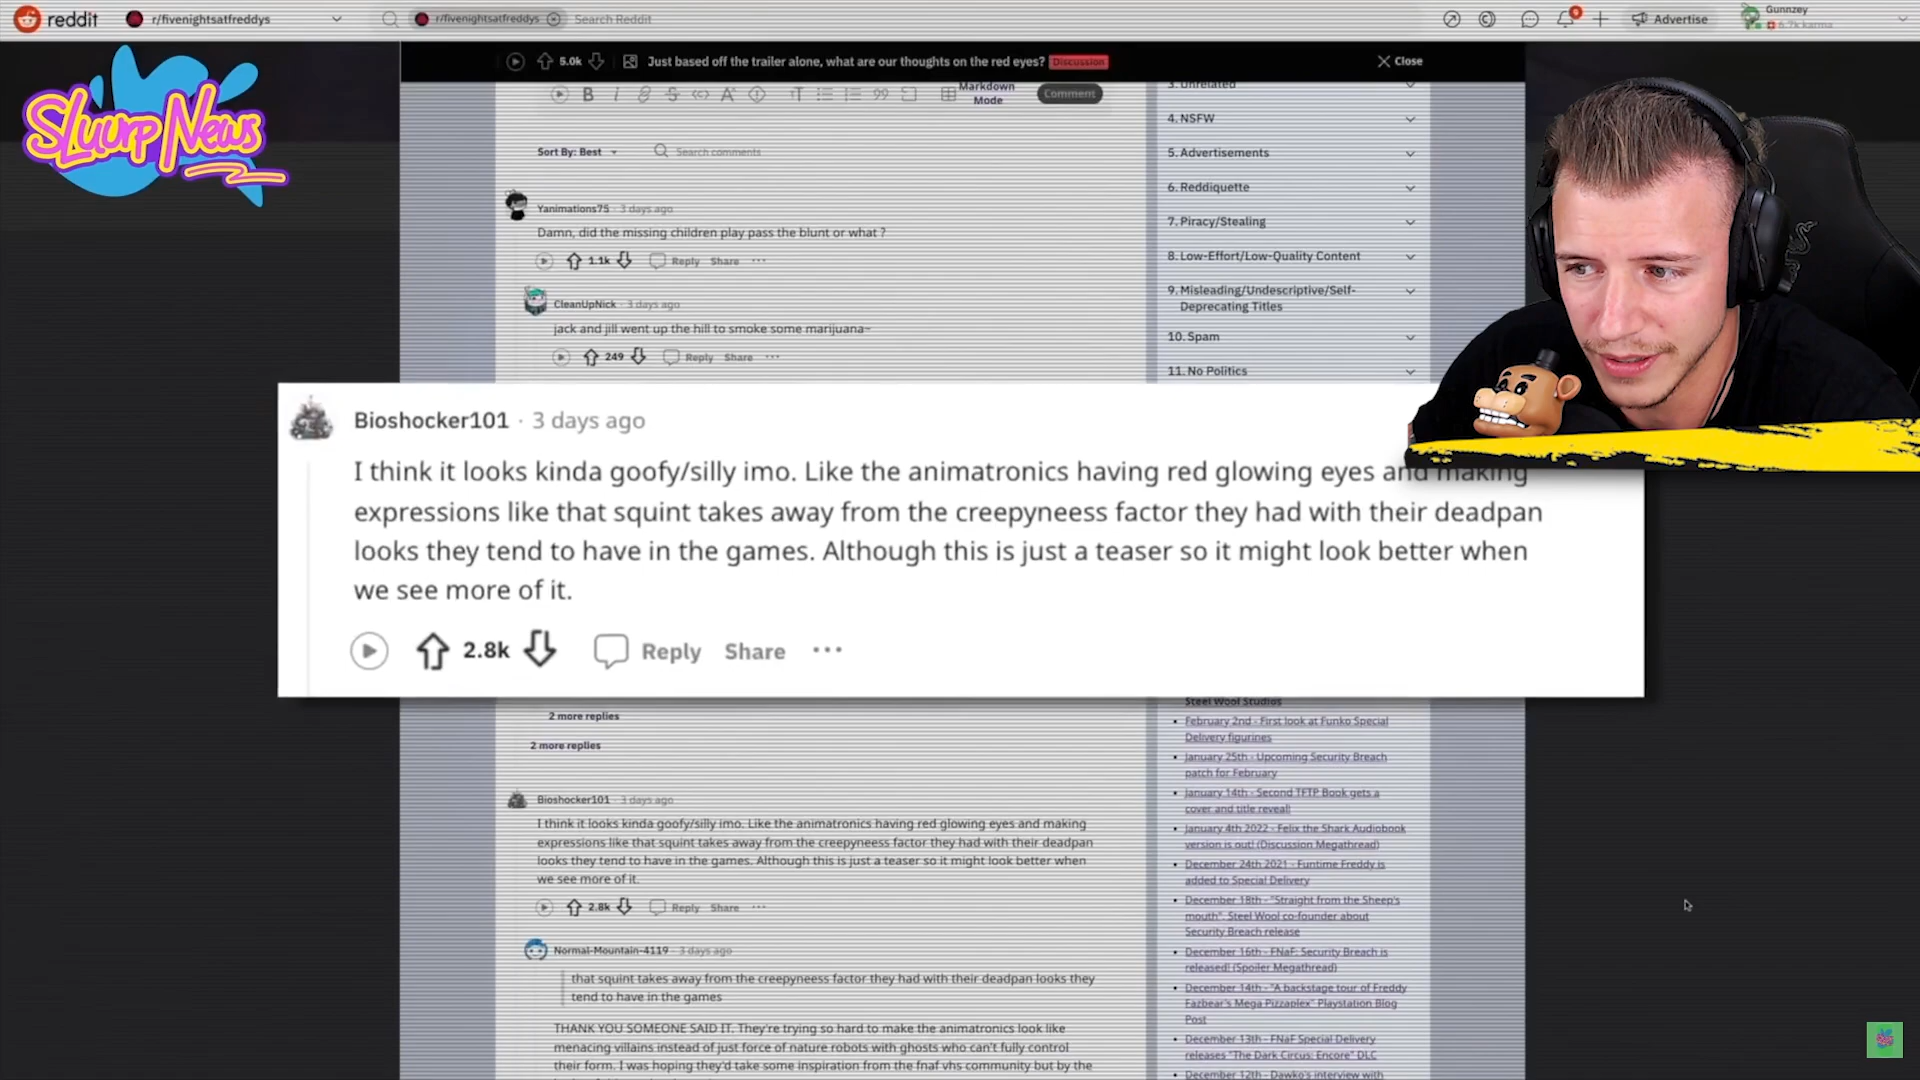 reddit
r/fivenightsatfreddys
r/fivenightsatfreddys
Search Reddit
9
Advertise
Gunnzey
6.7k karma
Slurp News
5.0k
Just based off the trailer alone, what are our thoughts on the red eyes?
Discussion
Close
Markdown
Mode
Comment
Sort By: Best
Search comments
Yanimations75 · 3 days ago
Damn, did the missing children play pass the blunt or what ?
1.1k
Reply
Share
CleanUpNick · 3 days ago
jack and jill went up the hill to smoke some marijuana~
249
Reply
Share
3. Unrelated
4. NSFW
5. Advertisements
6. Reddiquette
7. Piracy/Stealing
8. Low-Effort/Low-Quality Content
9. Misleading/Undescriptive/Self-
Deprecating Titles
10. Spam
11. No Politics
Bioshocker101 · 3 days ago
I think it looks kinda goofy/silly imo. Like the animatronics having red glowing eyes and making
expressions like that squint takes away from the creepyneess factor they had with their deadpan
looks they tend to have in the games. Although this is just a teaser so it might look better when
we see more of it.
2.8k
Reply
Share
2 more replies
2 more replies
Bioshocker101 · 3 days ago
I think it looks kinda goofy/silly imo. Like the animatronics having red glowing eyes and making
expressions like that squint takes away from the creepyneess factor they had with their deadpan
looks they tend to have in the games. Although this is just a teaser so it might look better when
we see more of it.
2.8k
Reply
Share
Normal-Mountain-4119 · 3 days ago
that squint takes away from the creepyneess factor they had with their deadpan looks they
tend to have in the games
THANK YOU SOMEONE SAID IT. They're trying so hard to make the animatronics look like
menacing villains instead of just force of nature robots with ghosts who can't fully control
their form. I was hoping they'd take some inspiration from the fnaf vhs community but by the
Steel Wool Studios
February 2nd - First look at Funko Special
Delivery figurines
January 25th - Upcoming Security Breach
patch for February
January 14th - Second TFTP Book gets a
cover and title reveal!
January 4th 2022 - Felix the Shark Audiobook
version is out! (Discussion Megathread)
December 24th 2021 - Funtime Freddy is
added to Special Delivery
December 18th - "Straight from the Sheep's
mouth". Steel Wool co-founder about
Security Breach release
December 16th - FNaF: Security Breach is
released! (Spoiler Megathread)
December 14th - "A backstage tour of Freddy
Fazbear's Mega Pizzaplex" Playstation Blog
Post
December 13th - FNaF Special Delivery
releases "The Dark Circus: Encore" DLC
December 12th - Dawko's interview with